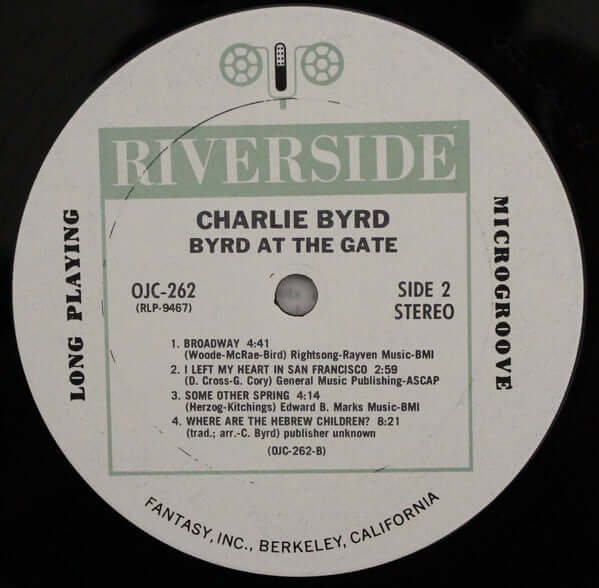 RIVERSIDE
CHARLIE BYRD
BYRD AT THE GATE
OJC-262
(RLP-9467)
SIDE 2
STEREO
LONG PLAYING
MICROGROOVE
1. BROADWAY 4:41
(Woode-McRae-Bird) Rightsong-Rayven Music-BMI
2. I LEFT MY HEART IN SAN FRANCISCO 2:59
(D. Cross-G. Cory) General Music Publishing-ASCAP
3. SOME OTHER SPRING 4:14
(Herzog-Kitchings) Edward B. Marks Music-BMI
4. WHERE ARE THE HEBREW CHILDREN? 8:21
(trad.; arr.-C. Byrd) publisher unknown
(OJC-262-B)
FANTASY, INC., BERKELEY, CALIFORNIA